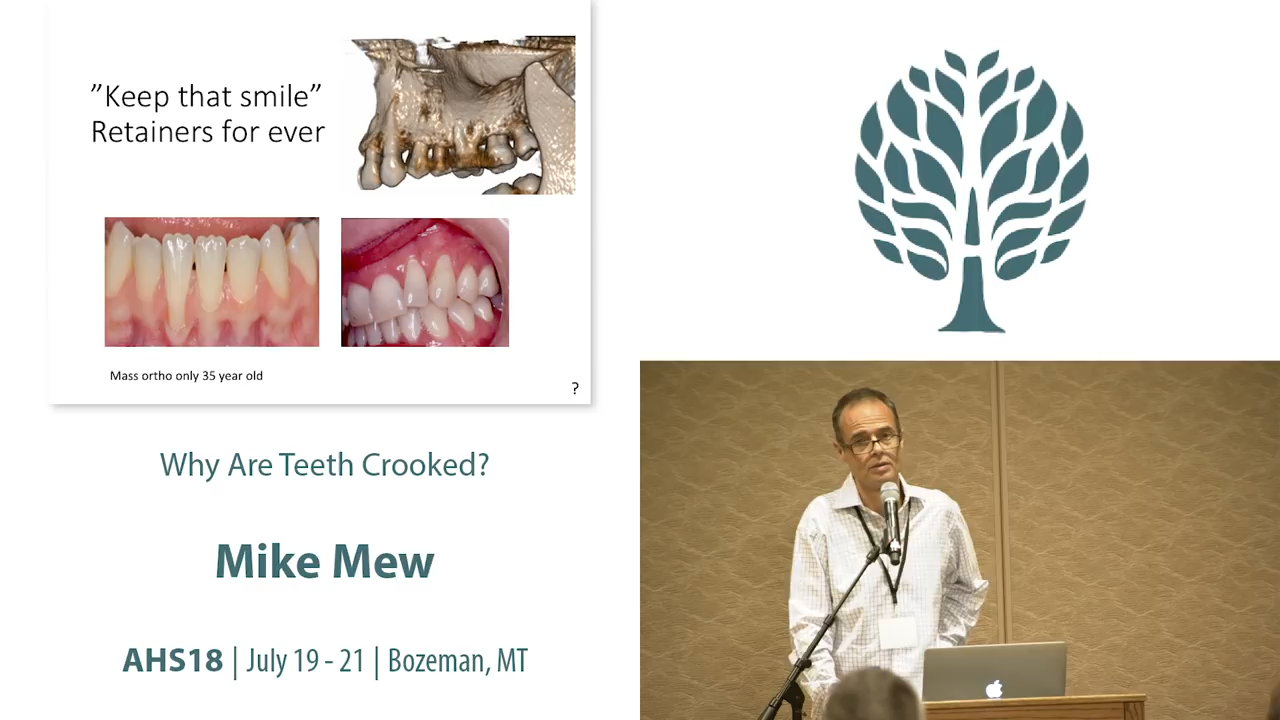 ”Keep that smile”
Retainers for ever
Mass ortho only 35 year old
?
Why Are Teeth Crooked?
Mike Mew
AHS18 | July 19 - 21 | Bozeman, MT